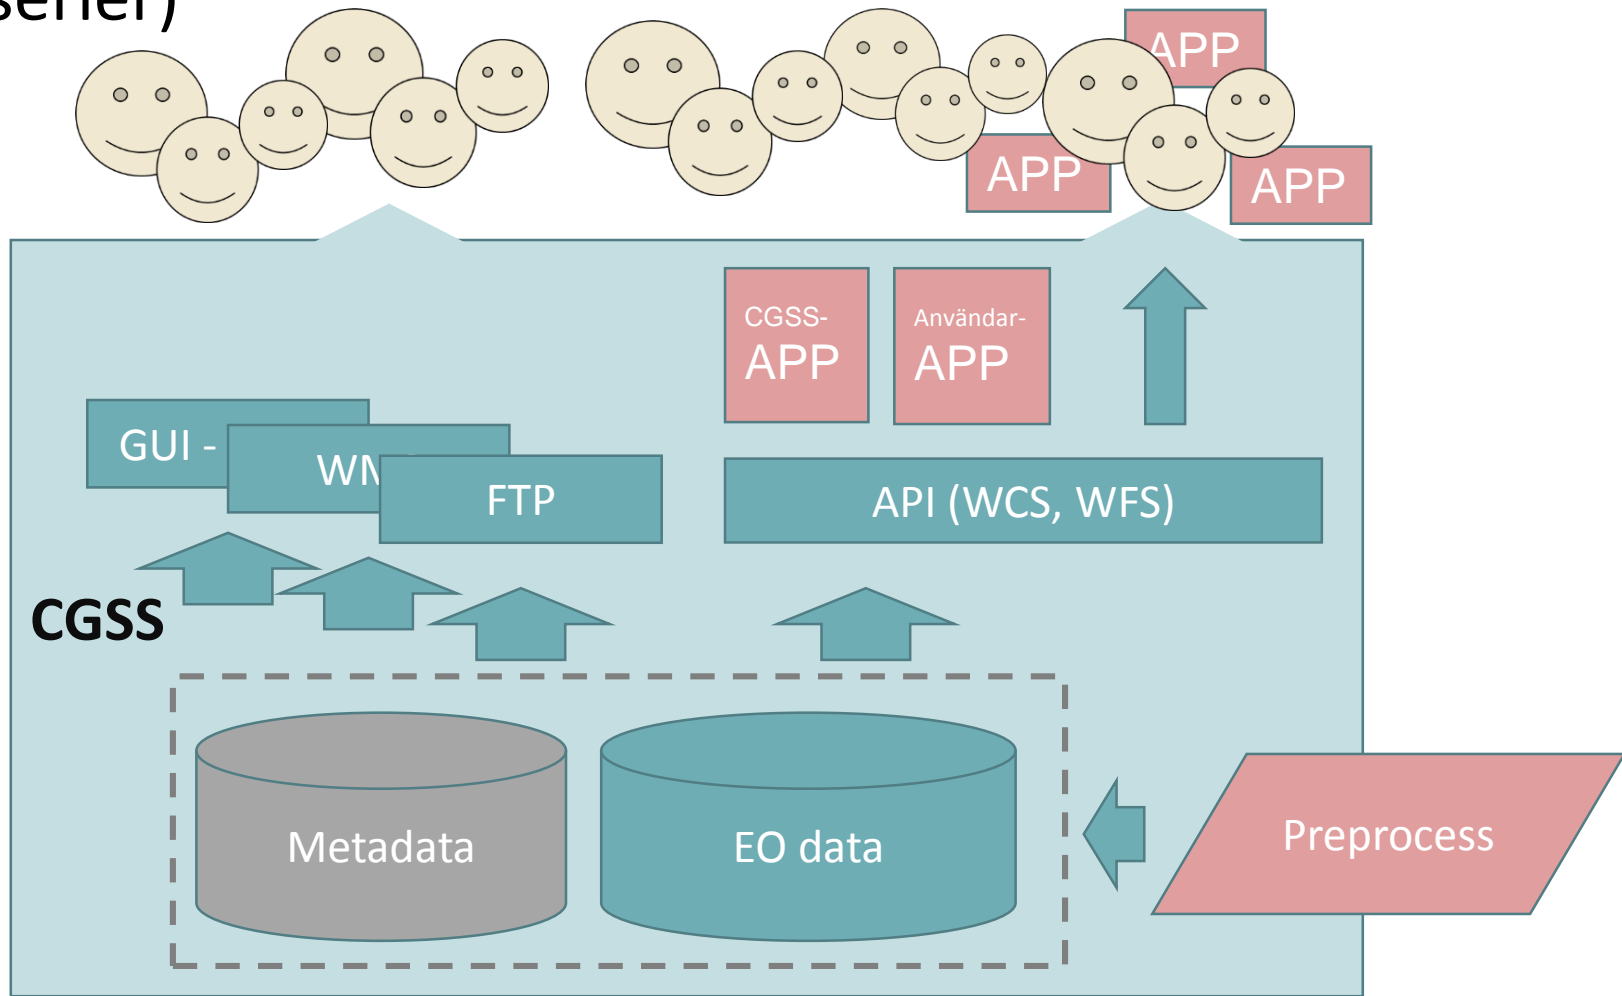 APP
APP
APP
CGSS-
APP
Användar-
APP
GUI -
FTP
API (WCS, WFS)
CGSS
Metadata
EO data
Preprocess